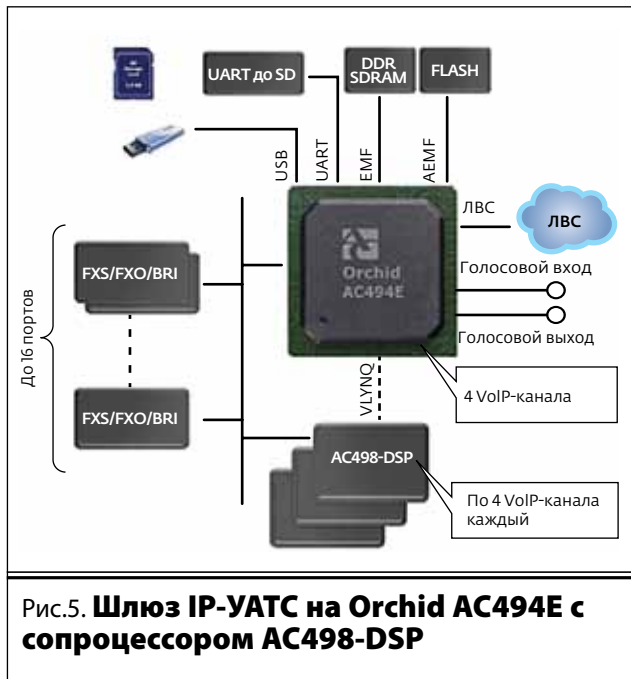 UART до SD
DDR
SDRAM
FLASH
USB
UART
EMF
AEMF
ЛВС
ЛВС
Orchid
AC494E
Голосовой вход
Голосовой выход
FXS/FXO/BRI
До 16 портов
FXS/FXO/BRI
VLYNQ
4 VoIP-канала
AC498-DSP
По 4 VoIP-канала
каждый
Рис.5. Шлюз IP-УАТС на Orchid AC494E с
сопроцессором AC498-DSP